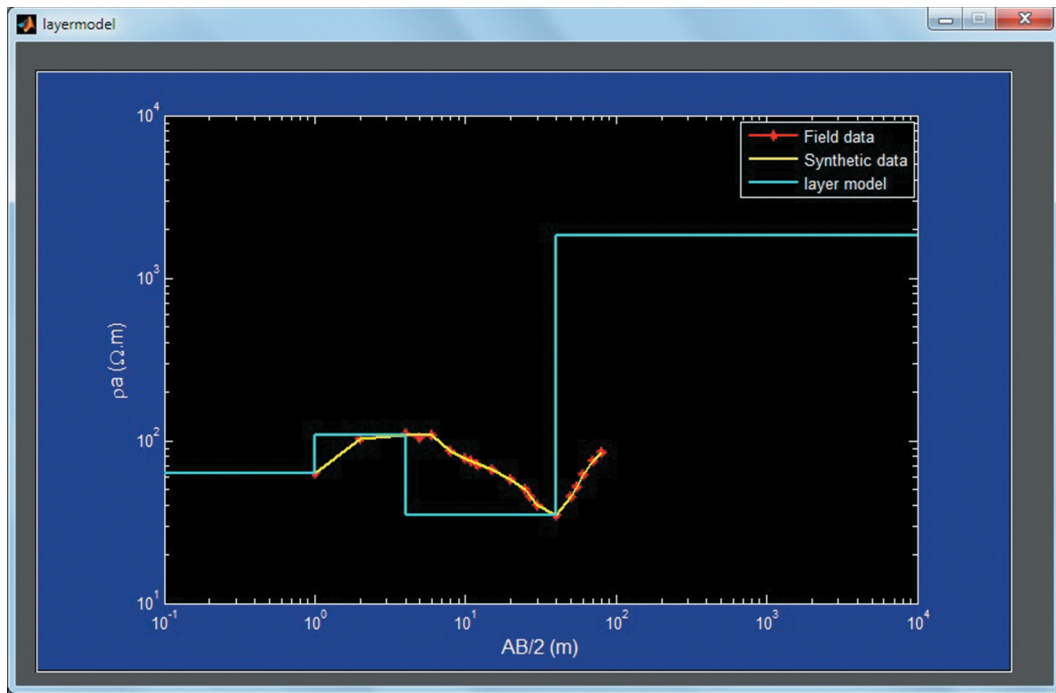 layermodel
10^4
10^3
10^2
10^1
ρa (Ω.m)
Field data
Synthetic data
layer model
10^-1
10^0
10^1
10^2
10^3
10^4
AB/2 (m)